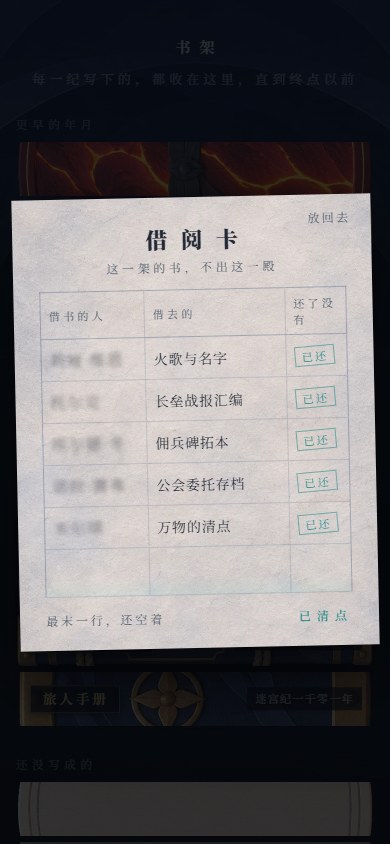 书架
每一纪写下的，都收在这里，直到终点以前
更早的年月
放回去
借阅卡
这一架的书，不出这一殿
借书的人 借去的 还了没有
火歌与名字 已还
长垒战报汇编 已还
佣兵碑拓本 已还
公会委托存档 已还
万物的清点 已还
最末一行，还空着 已清点
旅人手册 迷宫纪一千零一年
还没写成的